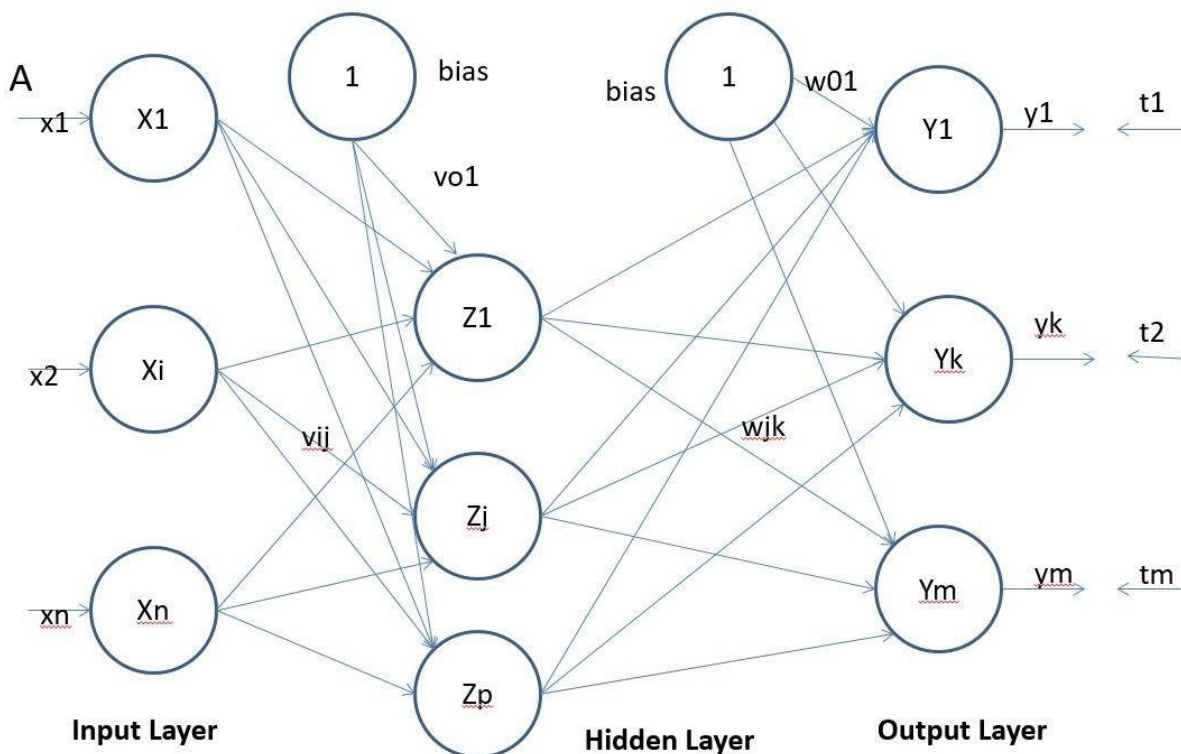 A
x1
X1
1
bias
vo1
bias
1
w01
Y1
y1
t1
x2
Xi
vij
Z1
wjk
Yk
yk
t2
xn
Xn
Zj
Zp
Ym
ym
tm
Input Layer
Hidden Layer
Output Layer